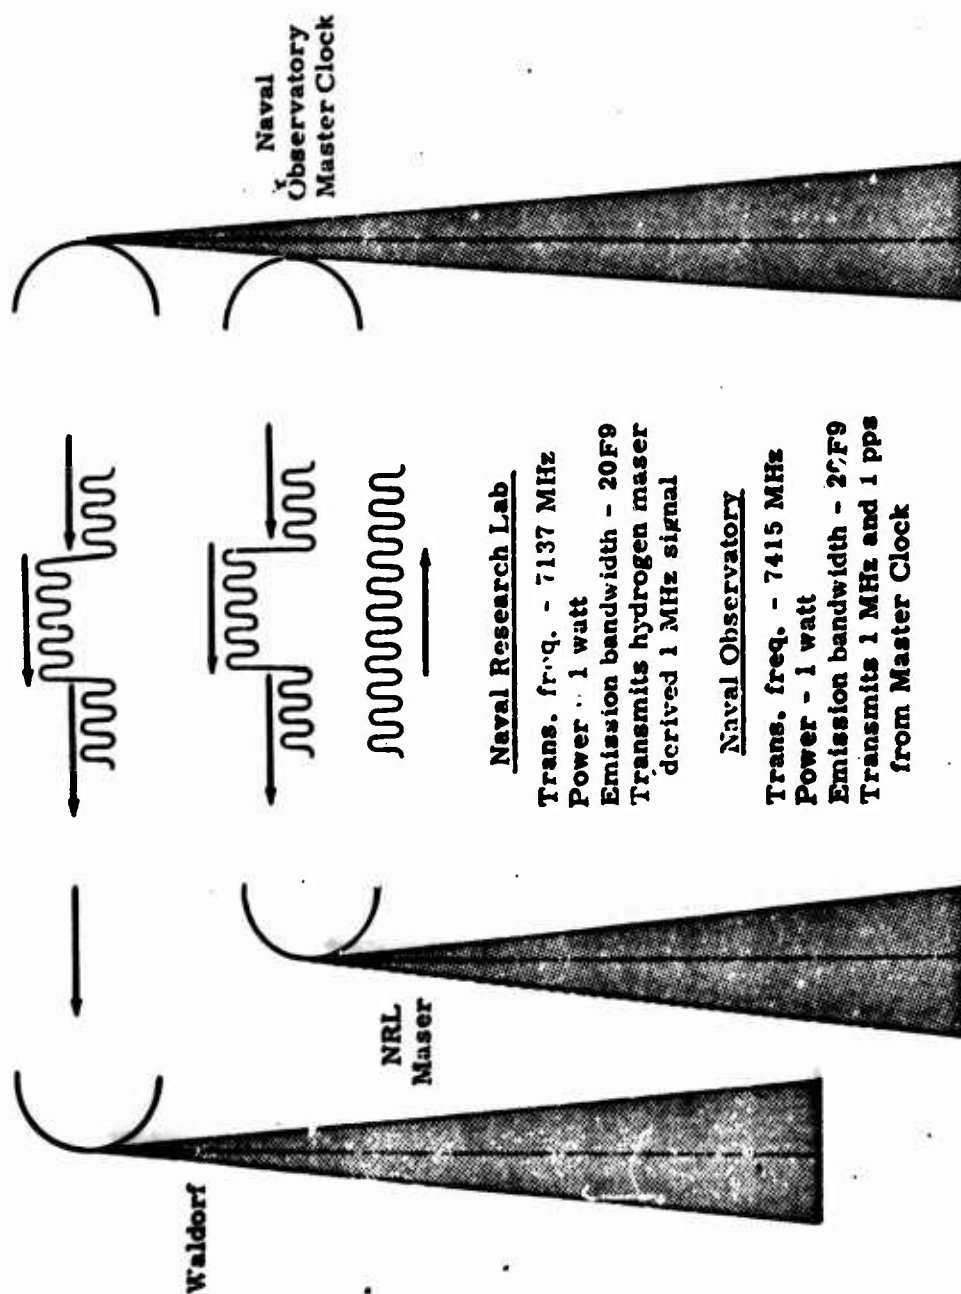 Waldorf
NRL
Maser
Naval Research Lab
Trans. freq. - 7137 MHz
Power - 1 watt
Emission bandwidth - 20F9
Transmits hydrogen maser
derived 1 MHz signal
Naval Observatory
Trans. freq. - 7415 MHz
Power - 1 watt
Emission bandwidth -
Transmits 1 MHz and 1 pps
from Master Clock
Naval
Observatory
Master Clock